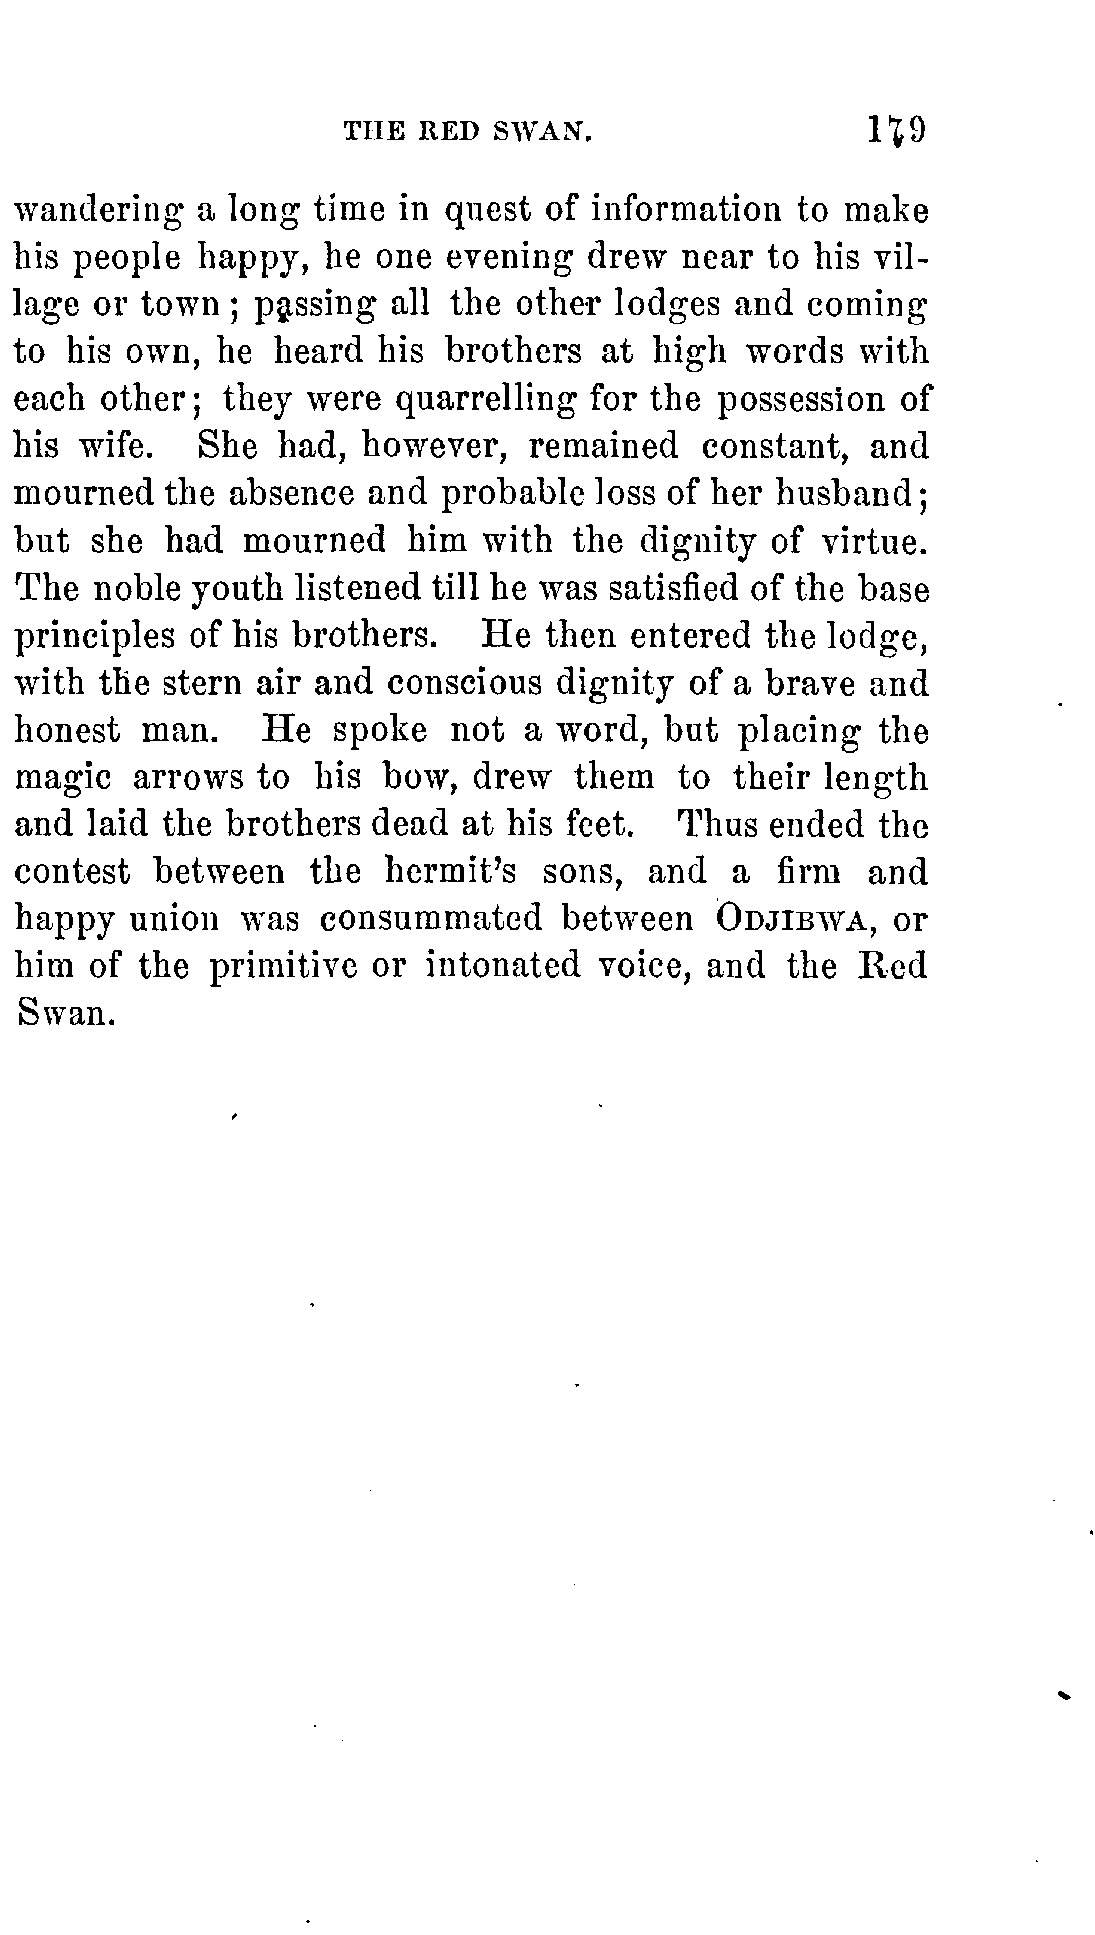 THE RED SWAN. 179
wandering a long time in quest of information to make
his people happy, he one evening drew near to his vil-
lage or town; passing all the other lodges and coming
to his own, he heard his brothers at high words with
each other; they were quarrelling for the possession of
his wife. She had, however, remained constant, and
mourned the absence and probable loss of her husband;
but she had mourned him with the dignity of virtue.
The noble youth listened till he was satisfied of the base
principles of his brothers. He then entered the lodge,
with the stern air and conscious dignity of a brave and
honest man. He spoke not a word, but placing the
magic arrows to his bow, drew them to their length
and laid the brothers dead at his feet. Thus ended the
contest between the hermit's sons, and a firm and
happy union was consummated between ODJIBWA, or
him of the primitive or intonated voice, and the Red
Swan.